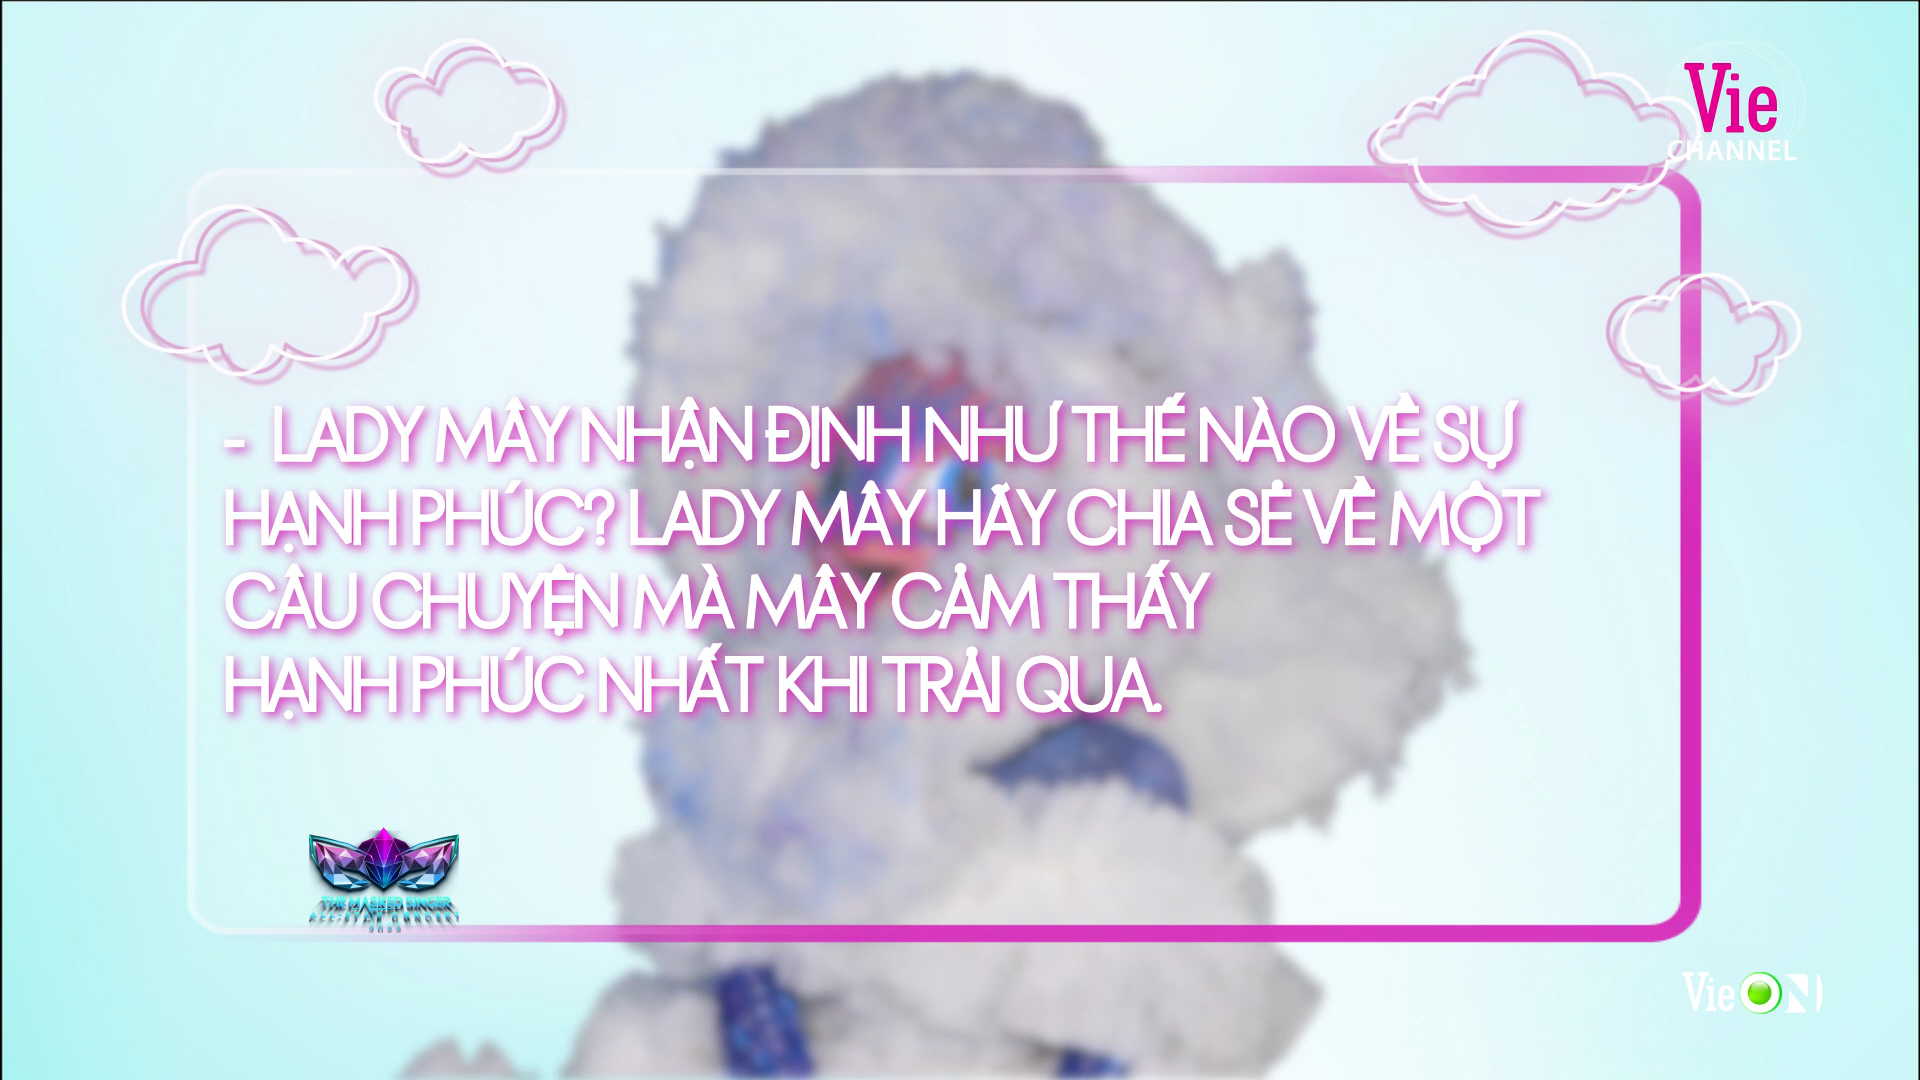 Vie
CHANNEL
- LADY MÂY NHẬN ĐỊNH NHƯ THẾ NÀO VỀ SỰ
HẠNH PHÚC? LADY MÂY HÃY CHIA SẺ VỀ MỘT
CÂU CHUYỆN MÀ MÂY CẢM THẤY
HẠNH PHÚC NHẤT KHI TRẢI QUA.
THE MASKED SINGER
VieON